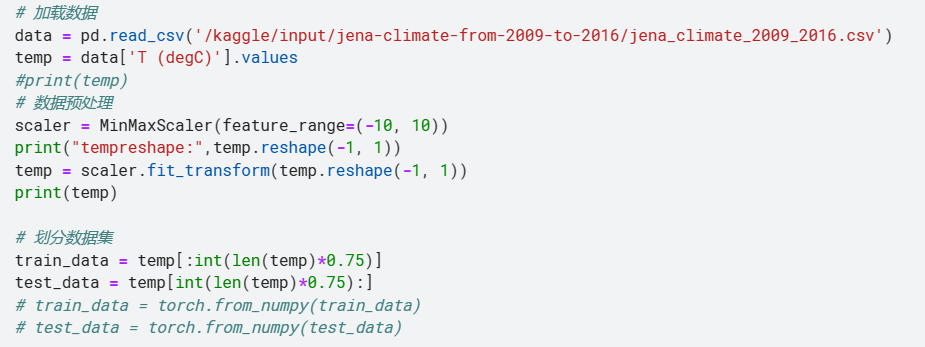 # 加载数据
data = pd.read_csv('/kaggle/input/jena-climate-from-2009-to-2016/jena_climate_2009_2016.csv')
temp = data['T (degC)'].values
#print(temp)
# 数据预处理
scaler = MinMaxScaler(feature_range=(-10, 10))
print("tempreshape:",temp.reshape(-1, 1))
temp = scaler.fit_transform(temp.reshape(-1, 1))
print(temp)
# 划分数据集
train_data = temp[:int(len(temp)*0.75)]
test_data = temp[int(len(temp)*0.75):]
# train_data = torch.from_numpy(train_data)
# test_data = torch.from_numpy(test_data)